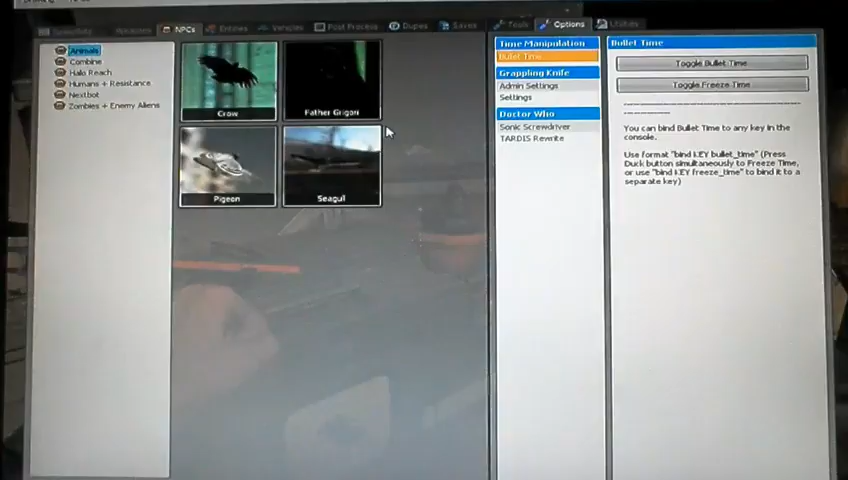 NPCs
Entities
Vehicles
Post Process
Dupes
Saves
Tools
Options
Utilities
Animals
Combine
Halo Reach
Humans + Resistance
Nextbot
Zombies + Enemy Aliens
Crow
Father Grigori
Pigeon
Seagull
Time Manipulation
Bullet Time
Grappling Knife
Admin Settings
Settings
Doctor Who
Sonic Screwdriver
TARDIS Rewrite
Bullet Time
Toggle Bullet Time
Toggle Freeze Time
You can bind Bullet Time to any key in the
console.
Use format "bind KEY bullet_time" (Press
Duck button simultaneously to Freeze Time,
or use "bind KEY freeze_time" to bind it to a
separate key)